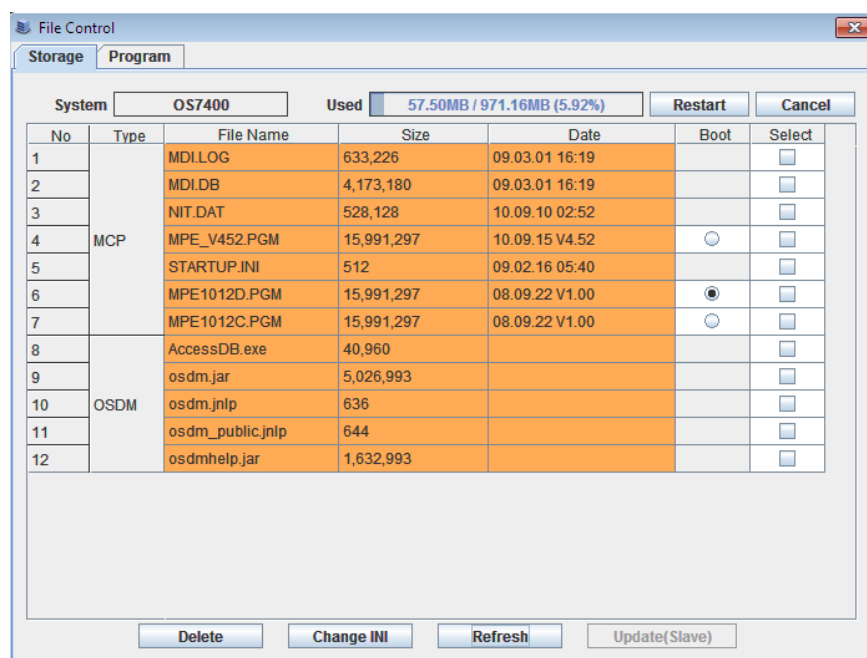 File Control
Storage Program
System OS7400 Used 57.50MB / 971.16MB (5.92%) Restart Cancel
No Type File Name Size Date Boot Select
1 MDI.LOG 633,226 09.03.01 16:19
2 MDI.DB 4,173,180 09.03.01 16:19
3 NIT.DAT 528,128 10.09.10 02:52
4 MCP MPE_V452.PGM 15,991,297 10.09.15 V4.52
5 STARTUP.INI 512 09.02.16 05:40
6 MPE1012D.PGM 15,991,297 08.09.22 V1.00
7 MPE1012C.PGM 15,991,297 08.09.22 V1.00
8 AccessDB.exe 40,960
9 osdm.jar 5,026,993
10 OSDM osdm.jnlp 636
11 osdm_public.jnlp 644
12 osdmhelp.jar 1,632,993
Delete Change INI Refresh Update(Slave)